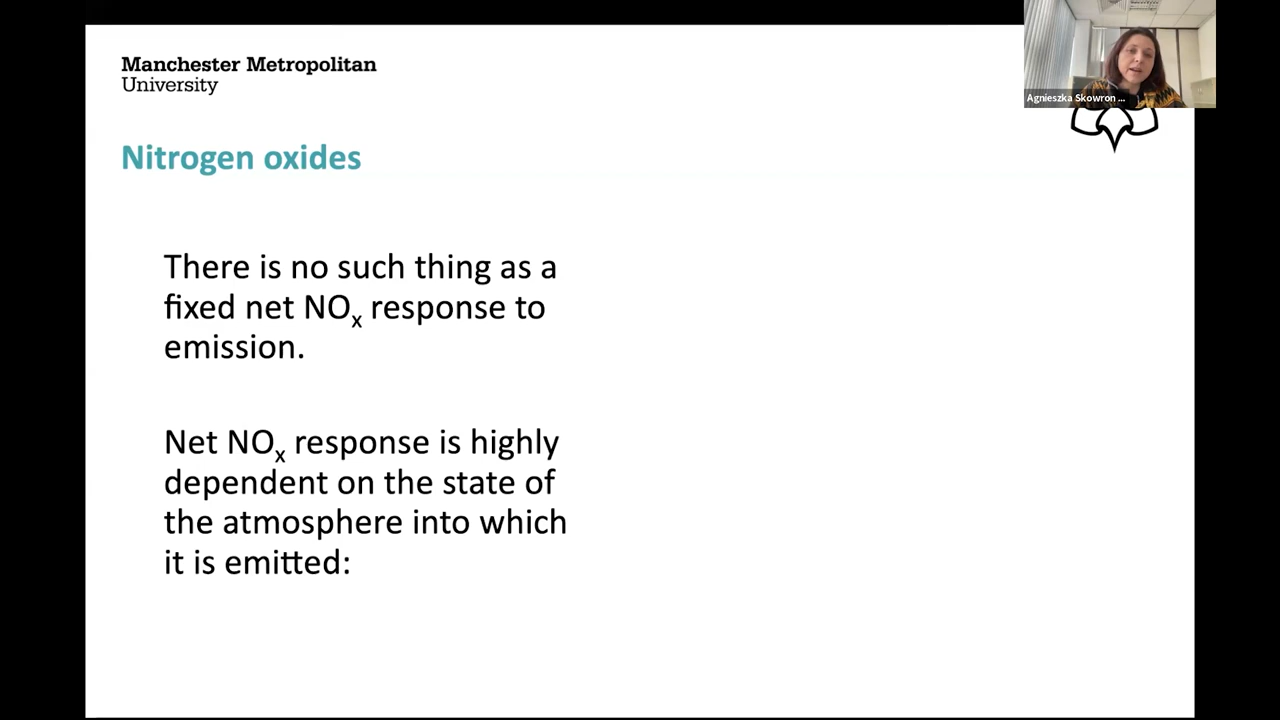 Manchester Metropolitan
University
Agnieszka Skowron ...
Nitrogen oxides
There is no such thing as a
fixed net NOx response to
emission.
Net NOx response is highly
dependent on the state of
the atmosphere into which
it is emitted: